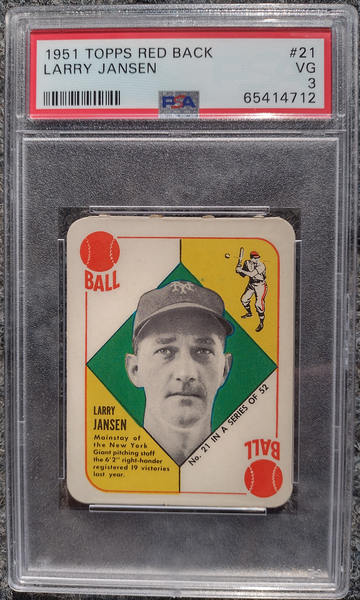 1951 TOPPS RED BACK #21
LARRY JANSEN VG
3
PSA 65414712
BALL
NY
LARRY
JANSEN
Mainstay of
the New York
Giant pitching staff
the 6'2" right-hander
registered 19 victories
last year.
No. 21 IN A SERIES OF 52
BALL